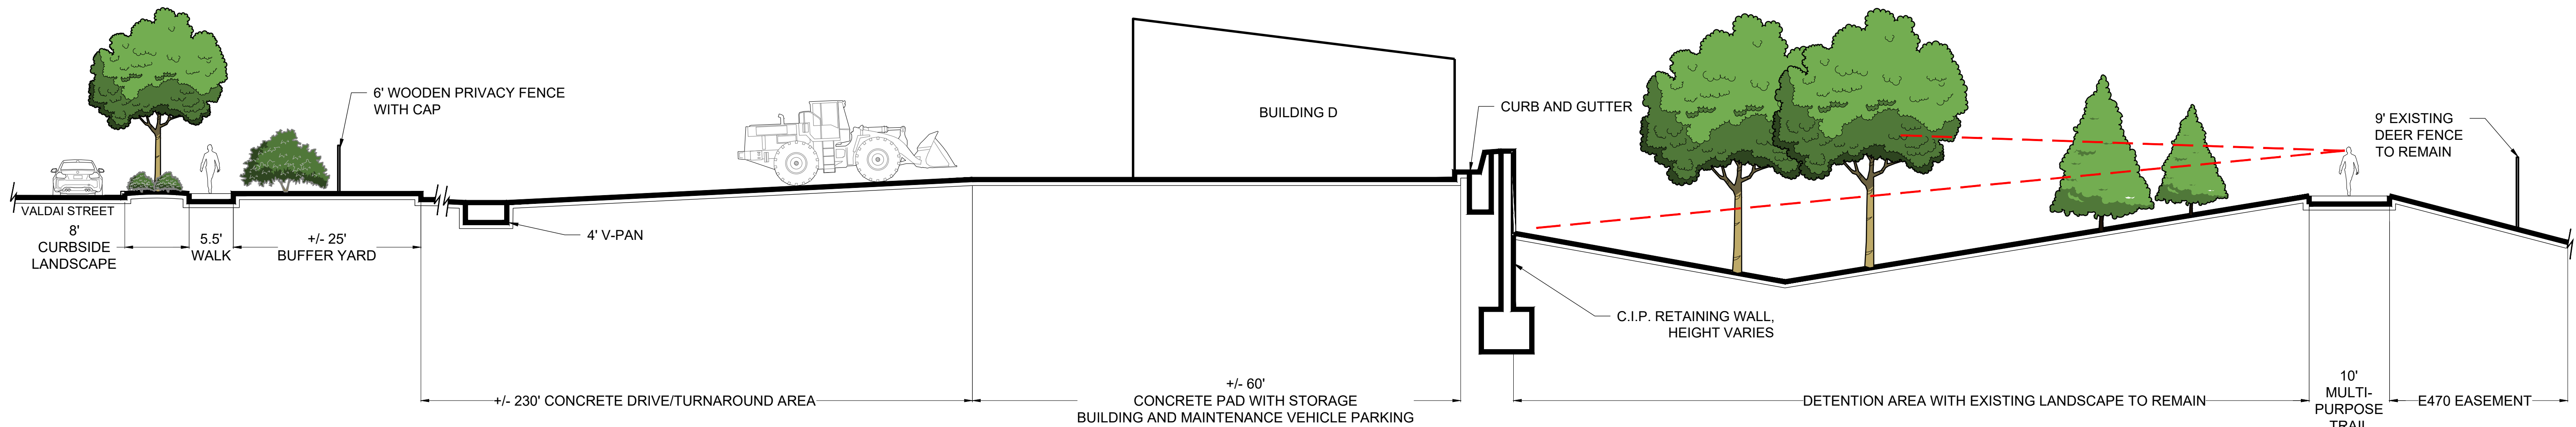 6' WOODEN PRIVACY FENCE
WITH CAP
BUILDING D
CURB AND GUTTER
9' EXISTING
DEER FENCE
TO REMAIN
VALDAI STREET
8'
CURBSIDE
LANDSCAPE
5.5'
WALK
+/- 25'
BUFFER YARD
4' V-PAN
C.I.P. RETAINING WALL,
HEIGHT VARIES
+/- 230' CONCRETE DRIVE/TURNAROUND AREA
+/- 60'
CONCRETE PAD WITH STORAGE
BUILDING AND MAINTENANCE VEHICLE PARKING
DETENTION AREA WITH EXISTING LANDSCAPE TO REMAIN
10'
MULTI-
PURPOSE
TRAIL
E470 EASEMENT